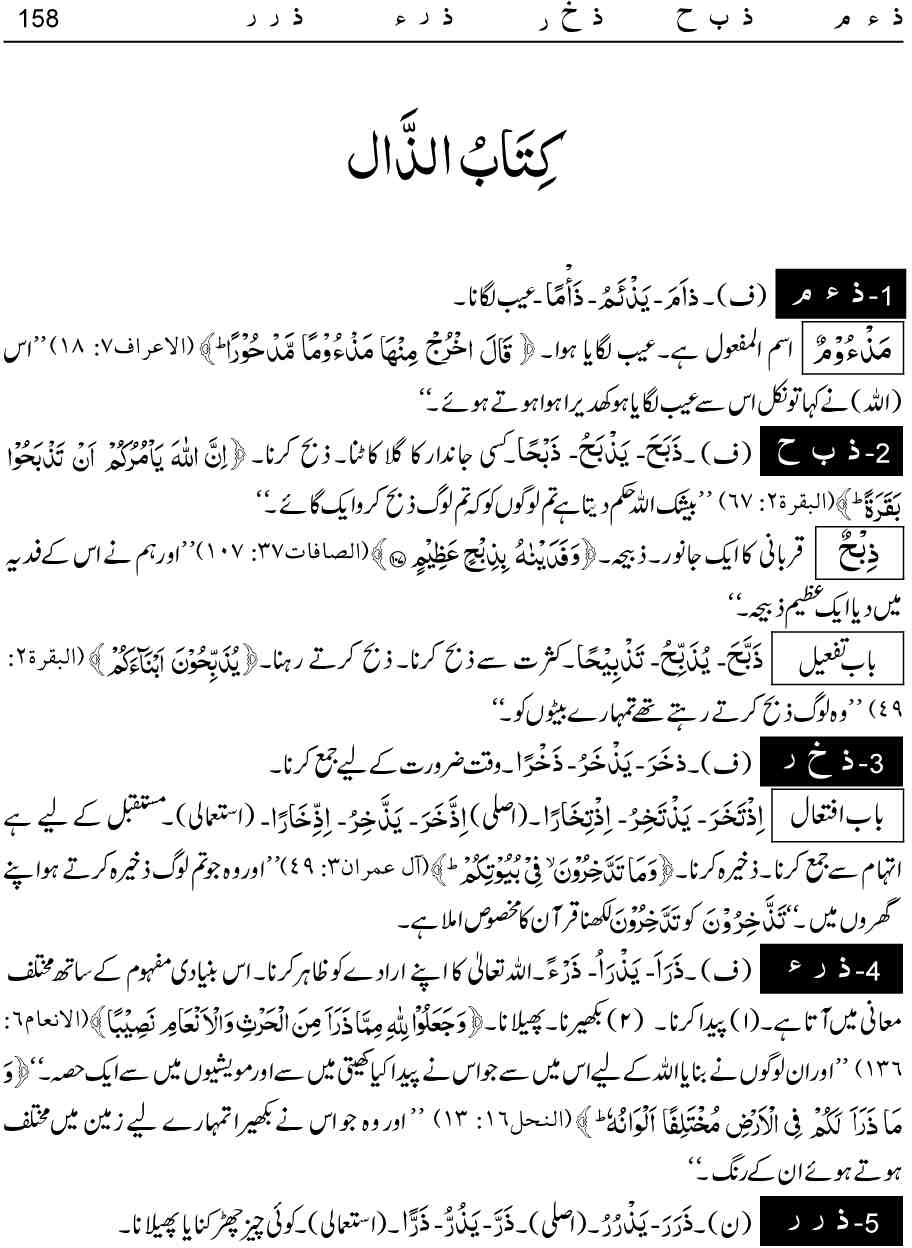 ذ ء م ذ ب ح ذ خ ر ذ ر ء ذ ر ر 158
کِتَابُ الذَّال
1-ذ ء م (ف)۔ ذاَمَ۔ یَذْئَمُ۔ ذَأْمًا۔عیب لگانا۔
مَذْءُوْمٌ اسم المفعول ہے۔عیب لگایا ہوا۔ ﴿ قَالَ اخْرُجْ مِنْهَا مَذْءُوْمًا مَّدْحُوْرًا ؕ﴾ (الاعراف۷: ۱۸) ’’اس
(اللہ) نے کہا تو نکل اس سے عیب لگایا ہو کھدیرا ہوا ہوتے ہوئے۔‘‘
2-ذ ب ح (ف)۔ذَبَحَ۔ یَذْبَحُ۔ ذَبْحًا۔کسی جاندار کا گلا کاٹنا۔ ذبح کرنا۔ ﴿ اِنَّ اللهَ یَاْمُرُكُمْ اَنْ تَذْبَحُوْا
بَقَرَةً ؕ﴾(البقرۃ۲: ۶۷) ’’بیشک اللہ حکم دیتا ہے تم لوگوں کو کہ تم لوگ ذبح کرو ایک گائے۔‘‘
ذِبْحٌ قربانی کا ایک جانور۔ ذبیحہ۔﴿وَفَدَیْنٰهُ بِذِبْحٍ عَظِیْمٍ ۱۰۷﴾(الصافات۳۷: ۱۰۷)’’اور ہم نے اس کے فدیہ
میں دیا ایک عظیم ذبیحہ۔‘‘
باب تفعیل ذَبَّحَ۔ یُذَبِّحُ۔ تَذْبِیْحًا۔کثرت سے ذبح کرنا۔ ذبح کرتے رہنا۔﴿ یُذَبِّحُوْنَ اَبْنَآءَكُمْ ﴾ (البقرۃ۲:
۴۹) ’’وہ لوگ ذبح کرتے رہتے تھے تمہارے بیٹوں کو۔‘‘
3-ذ خ ر (ف)۔ذخَرَ۔ یَذْخَرُ۔ ذَخْرًا۔وقت ضرورت کے لیے جمع کرنا۔
باب افتعال اِذْتَخَرَ۔ یَذْتَخِرُ۔ اِذْتِخَارًا۔(اصلی) اِذَّخَرَ۔ یَذَّخِرُ۔ اِذِّخَارًا۔ (استعمالی)۔مستقبل کے لیے ہے
اتہام سے جمع کرنا۔ذخیرہ کرنا۔﴿وَمَا تَدَّخِرُوْنَ ۙ فِیْ بُیُوْتِكُمْ ؕ﴾(آل عمران۳: ۴۹)’’اور وہ جو تم لوگ ذخیرہ کرتے ہو اپنے
گھروں میں۔‘‘تَذَّخِرُوْنَ کو تَدَّخِرُوْنَ لکھنا قرآن کا مخصوص املا ہے۔
4-ذ ر ء (ف)۔ذَرَاَ۔ یَذْرَاُ۔ ذَرْءً۔اللہ تعالیٰ کا اپنے ارادے کو ظاہر کرنا۔ اس بنیادی مفہوم کے ساتھ مختلف
معانی میں آتا ہے۔(۱) پیدا کرنا۔ (۲) بکھیرنا۔ پھیلانا۔﴿وَجَعَلُوْا لِلّٰهِ مِمَّا ذَرَاَ مِنَ الْحَرْثِ وَالْاَنْعَامِ نَصِیْبًا﴾(الانعام۶:
۱۳۶) ’’اور ان لوگوں نے بنایا اللہ کے لیے اس میں سے جو اس نے پیدا کیا کھیتی میں سے اور مویشیوں میں سے ایک حصہ۔‘‘﴿وَ
مَا ذَرَاَ لَكُمْ فِی الْاَرْضِ مُخْتَلِفًا اَلْوَانُهٗ ؕ﴾ (النحل۱۶: ۱۳) ’’اور وہ جو اس نے بکھیرا تمہارے لیے زمین میں مختلف
ہوتے ہوئے ان کے رنگ۔‘‘
5-ذ ر ر (ن)۔ذَرَرَ۔ یَذْرُرُ۔(اصلی)۔ذَرَّ۔ یَذُرُّ۔ ذَرًّا۔(استعمالی)۔کوئی چیز چھڑکنا یا پھیلانا۔